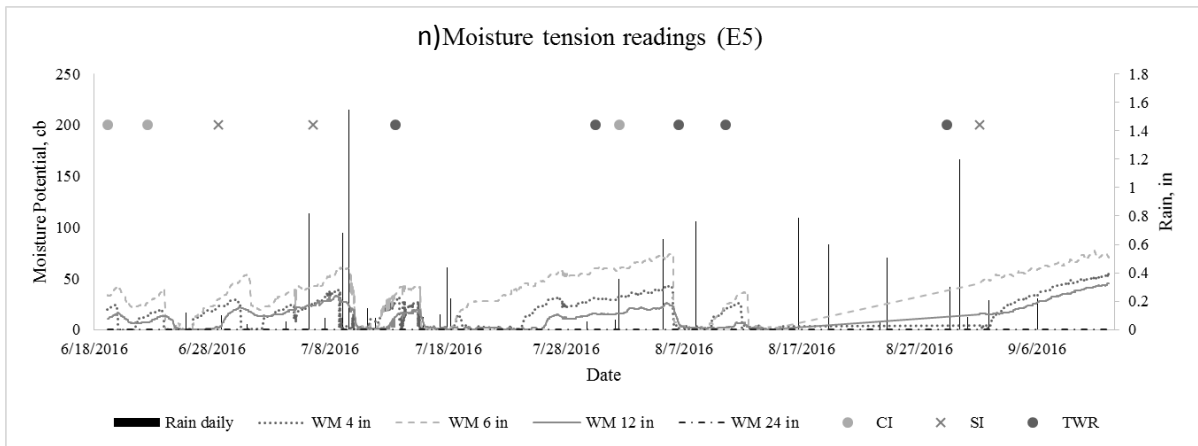 n)Moisture tension readings (E5)
250
200
150
100
50
0
Moisture Potential, cb
1.8
1.6
1.4
1.2
1
0.8
0.6
0.4
0.2
0
Rain, in
6/18/2016 6/28/2016 7/8/2016 7/18/2016 7/28/2016 8/7/2016 8/17/2016 8/27/2016 9/6/2016
Date
Rain daily WM 4 in WM 6 in WM 12 in WM 24 in CI SI TWR